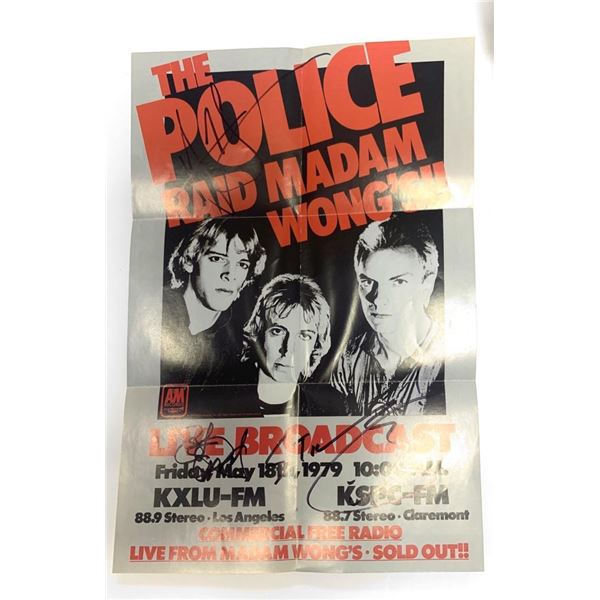 THE
POLICE
RAID MADAM
WONG'S!!
AM
LIVE BROADCAST
Friday, May 18th, 1979 10:00
KXLU-FM KSPC-FM
88.9 Stereo · Los Angeles 88.7 Stereo · Claremont
COMMERCIAL FREE RADIO
LIVE FROM MADAM WONG'S · SOLD OUT!!